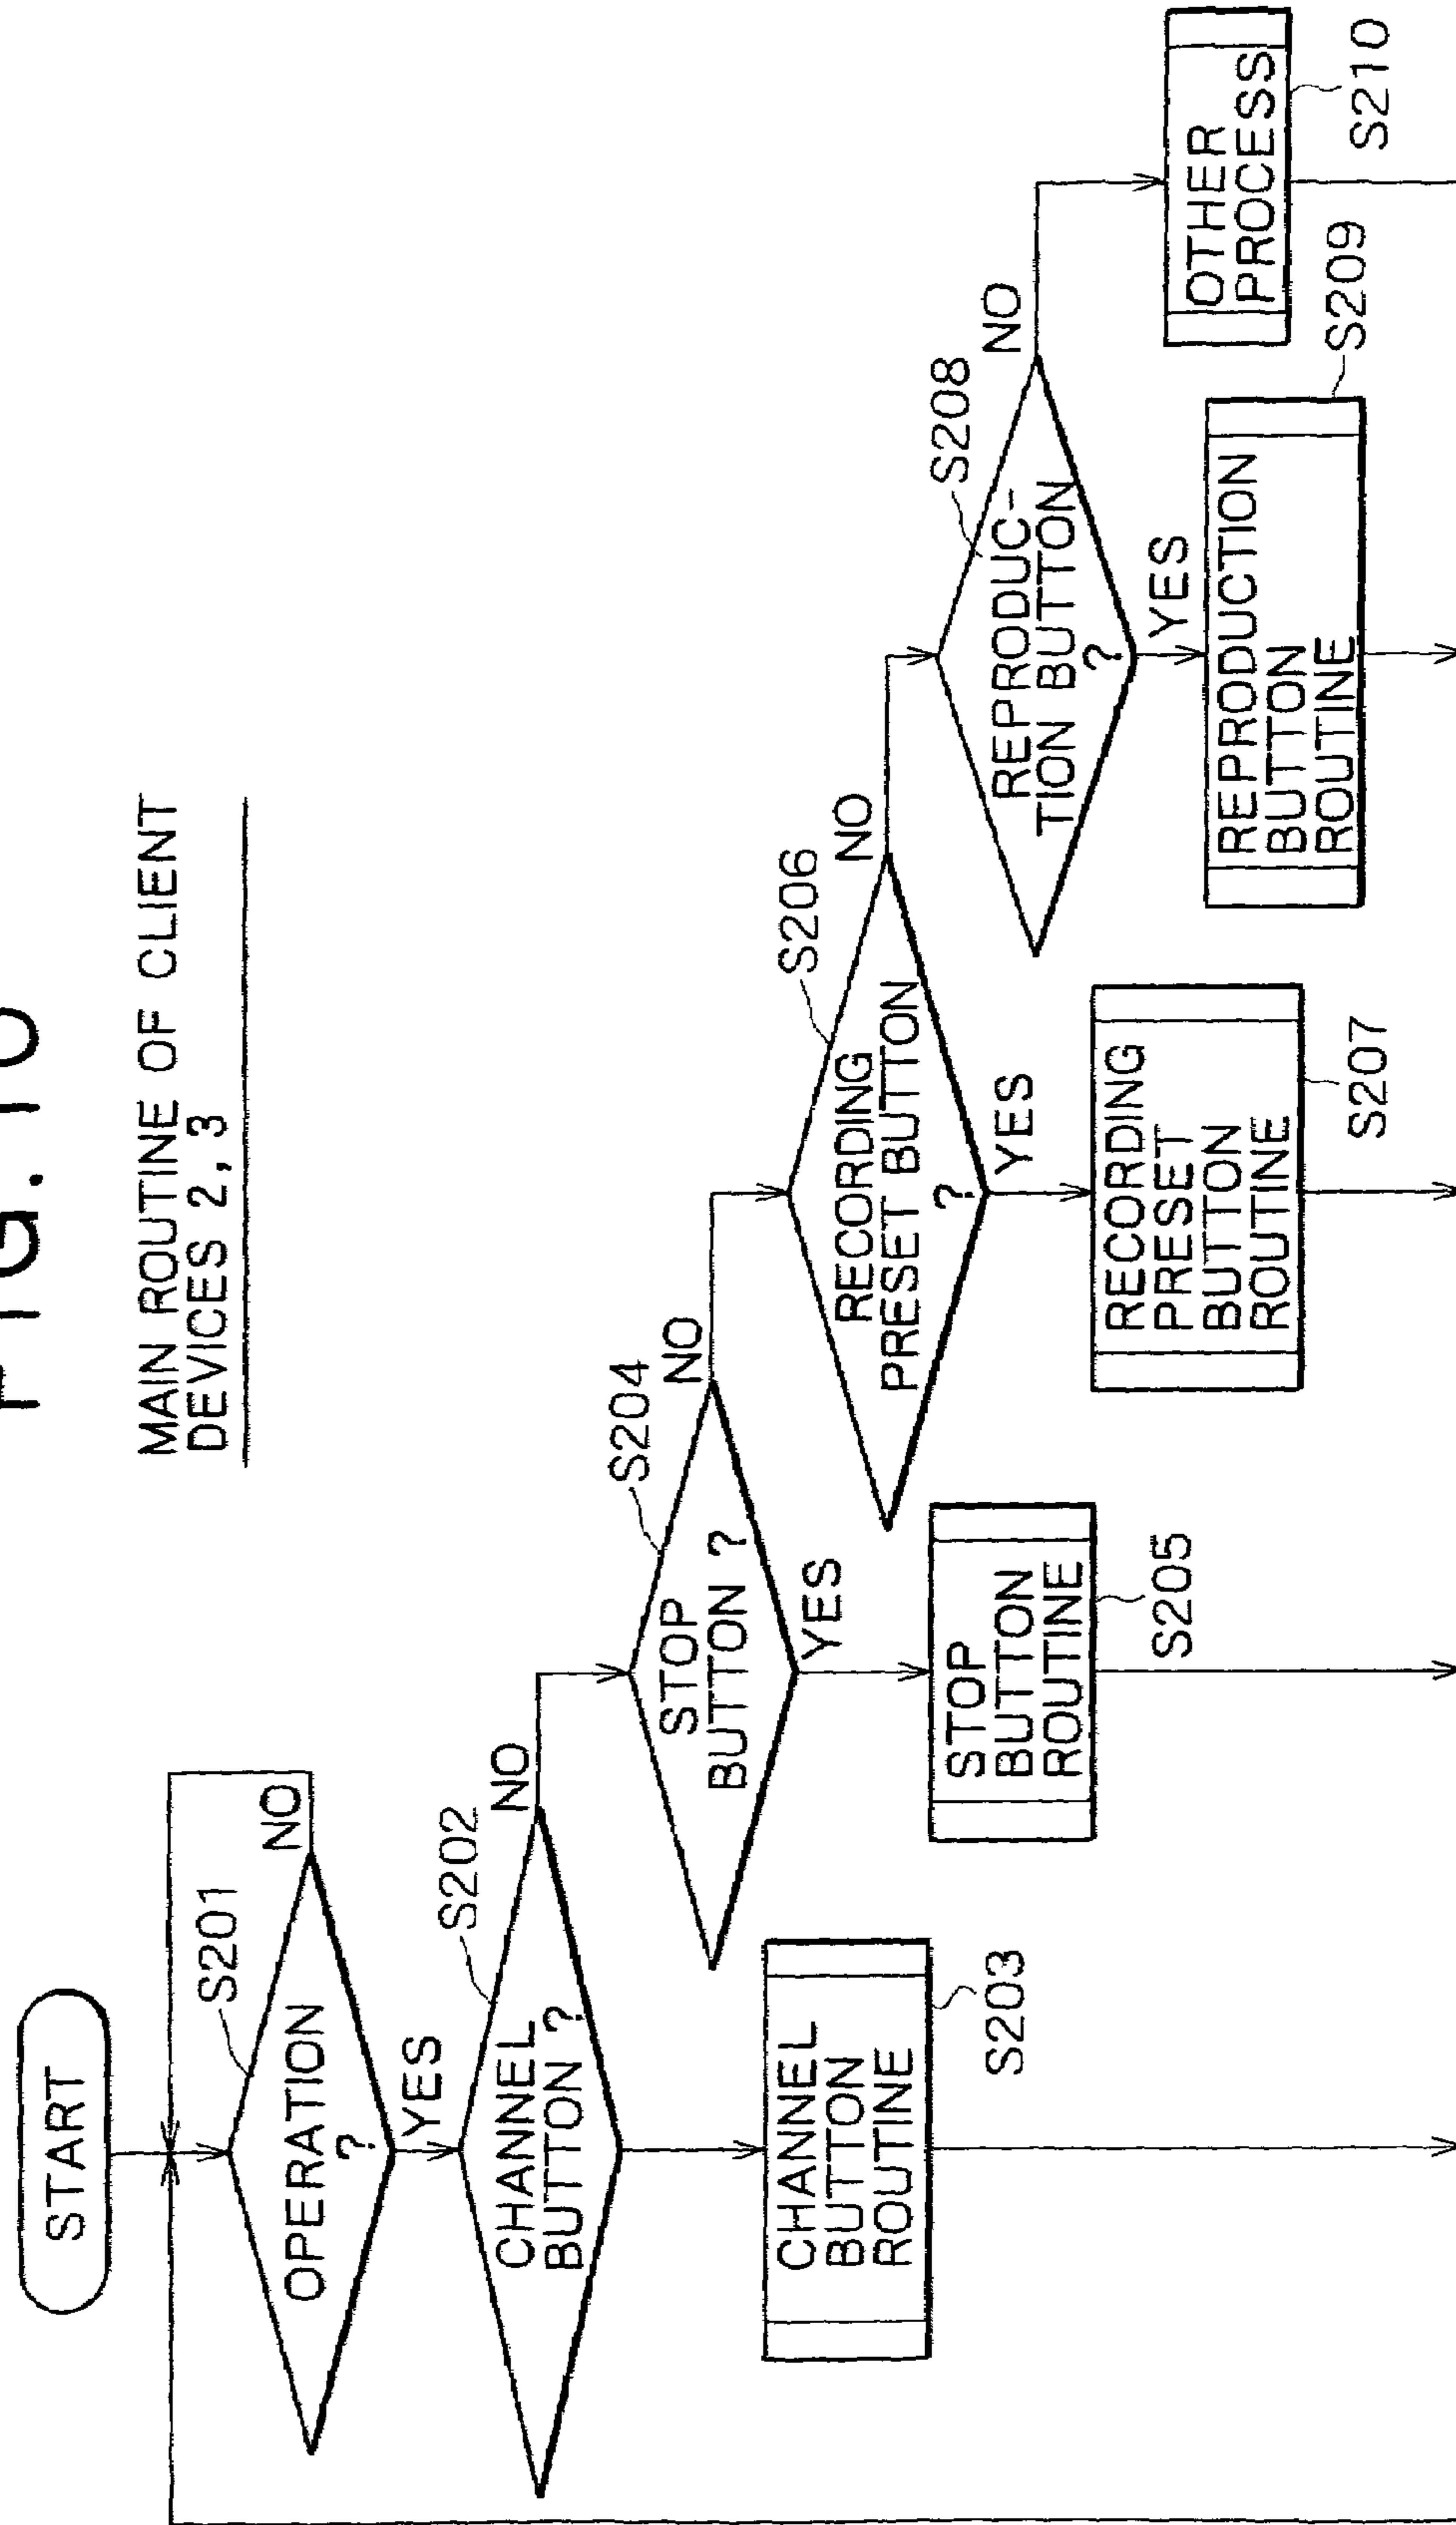 FIG.
MAIN ROUTINE OF CLIENT
DEVICES 2, 3
START
OPERATION
?
S201
NO
YES
CHANNEL
BUTTON ?
S202
NO
CHANNEL
BUTTON
ROUTINE
S203
STOP
BUTTON ?
S204
NO
YES
STOP
BUTTON
ROUTINE
S205
RECORDING
PRESET BUTTON
?
S206
NO
YES
RECORDING
PRESET
BUTTON
ROUTINE
S207
REPRODUC-
TION BUTTON
?
S208
NO
YES
REPRODUCTION
BUTTON
ROUTINE
S209
OTHER
PROCESS
S210